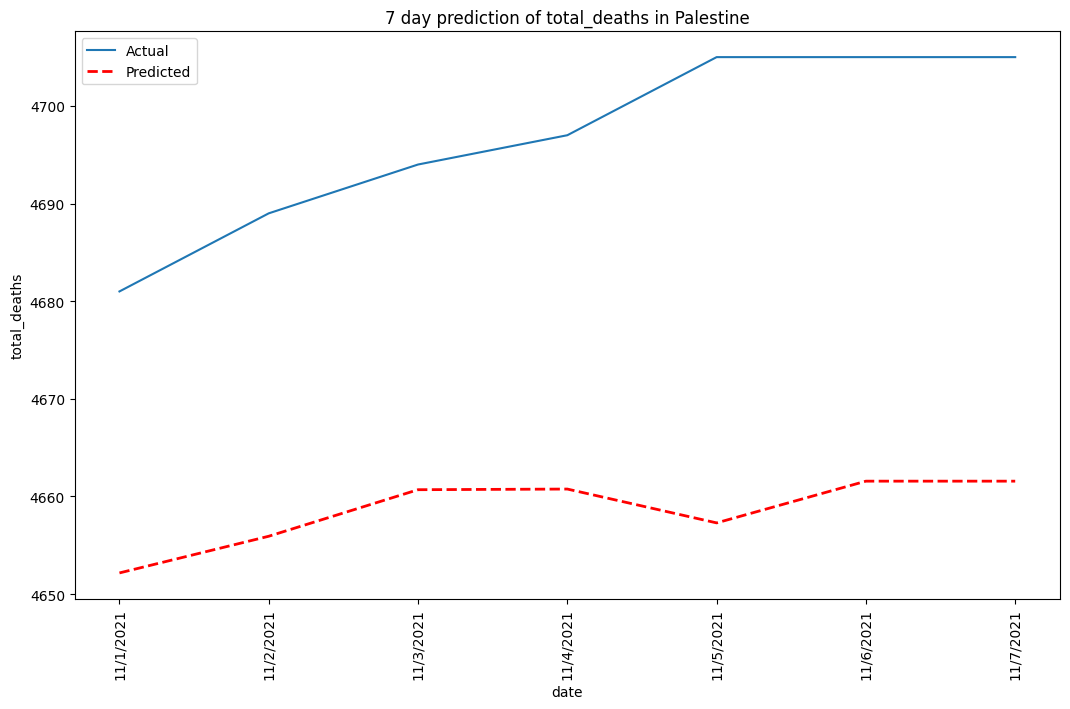 7 day prediction of total_deaths in Palestine
Actual
Predicted
total_deaths
4700
4690
4680
4670
4660
4650
11/1/2021
11/2/2021
11/3/2021
11/4/2021
11/5/2021
11/6/2021
11/7/2021
date